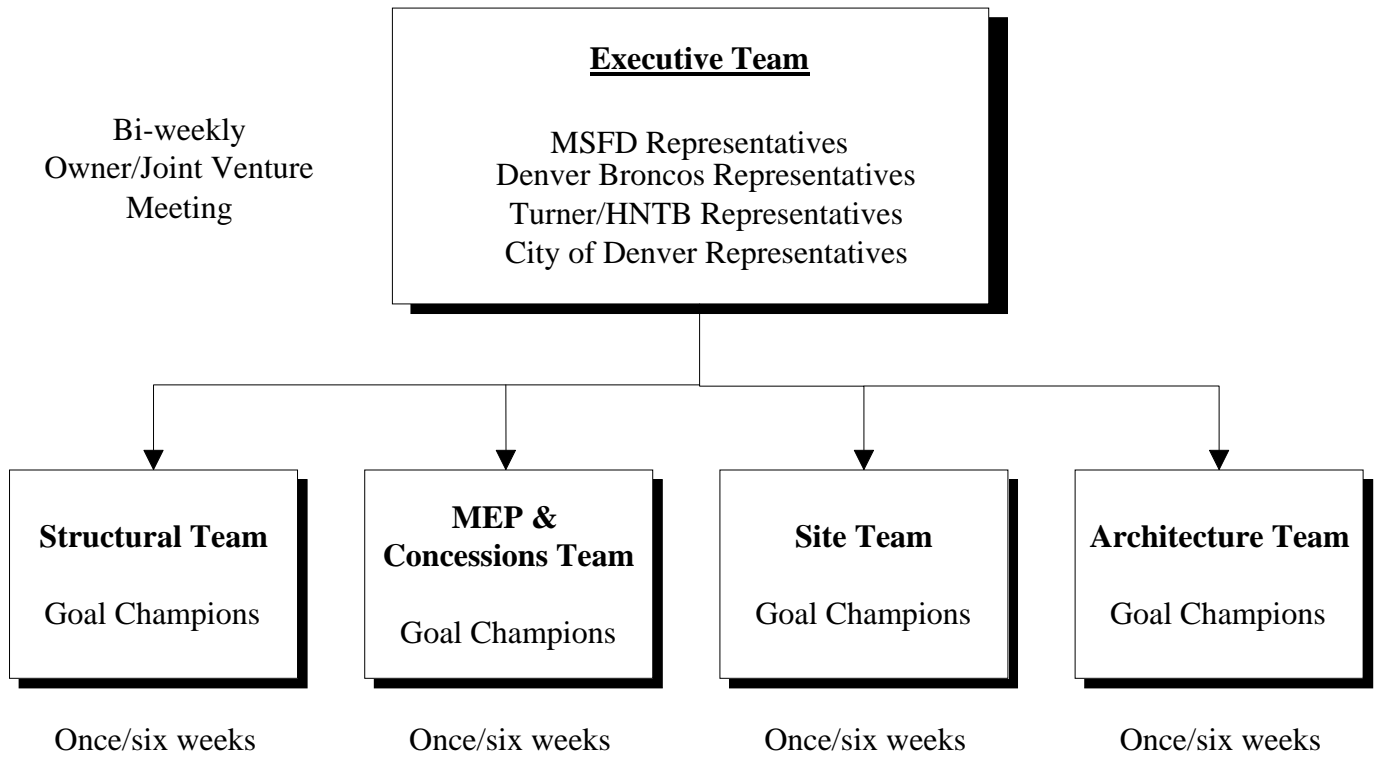 Executive Team
Bi-weekly
Owner/Joint Venture
Meeting
MSFD Representatives
Denver Broncos Representatives
Turner/HNTB Representatives
City of Denver Representatives
Structural Team
Goal Champions
MEP &
Concessions Team
Goal Champions
Site Team
Goal Champions
Architecture Team
Goal Champions
Once/six weeks
Once/six weeks
Once/six weeks
Once/six weeks